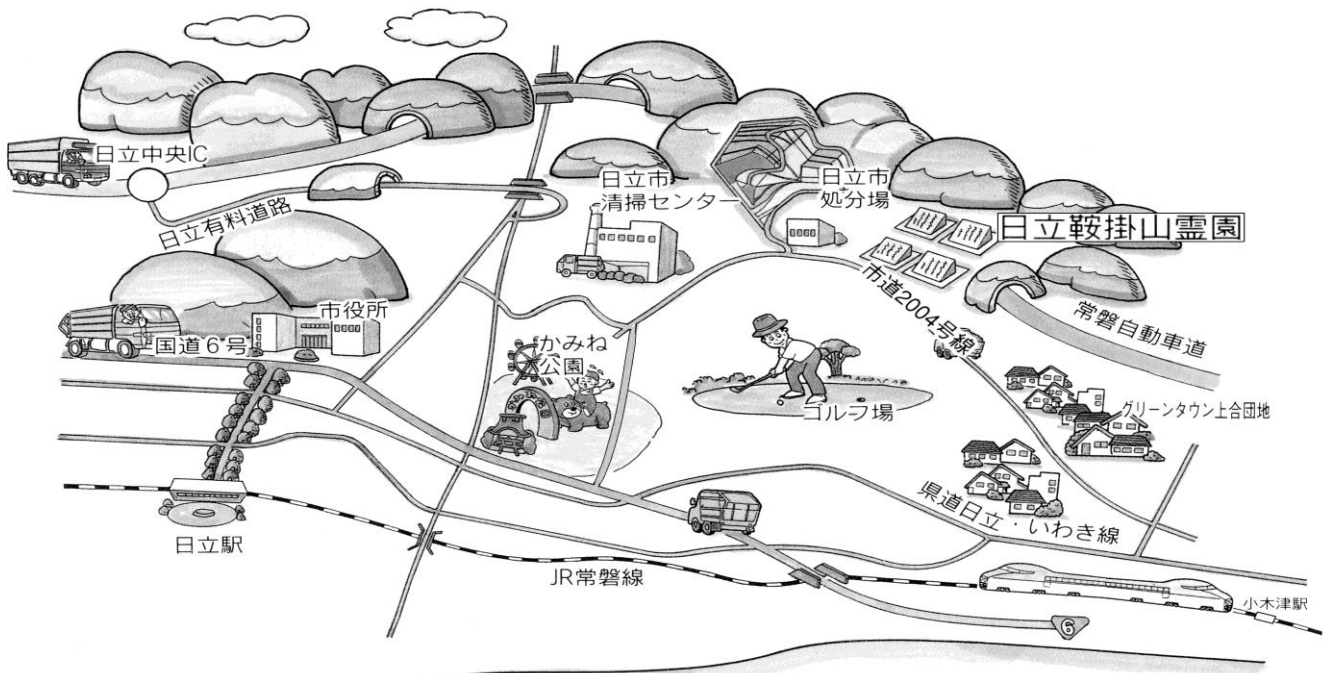 日立中央IC
日立有料道路
日立市
清掃センター
日立市
処分場
日立鞍掛山霊園
市道2004号線
常磐自動車道
市役所
国道6号
かみね
公園
ゴルフ場
グリーンタウン上合団地
県道日立・いわき線
日立駅
JR常磐線
小木津駅
6